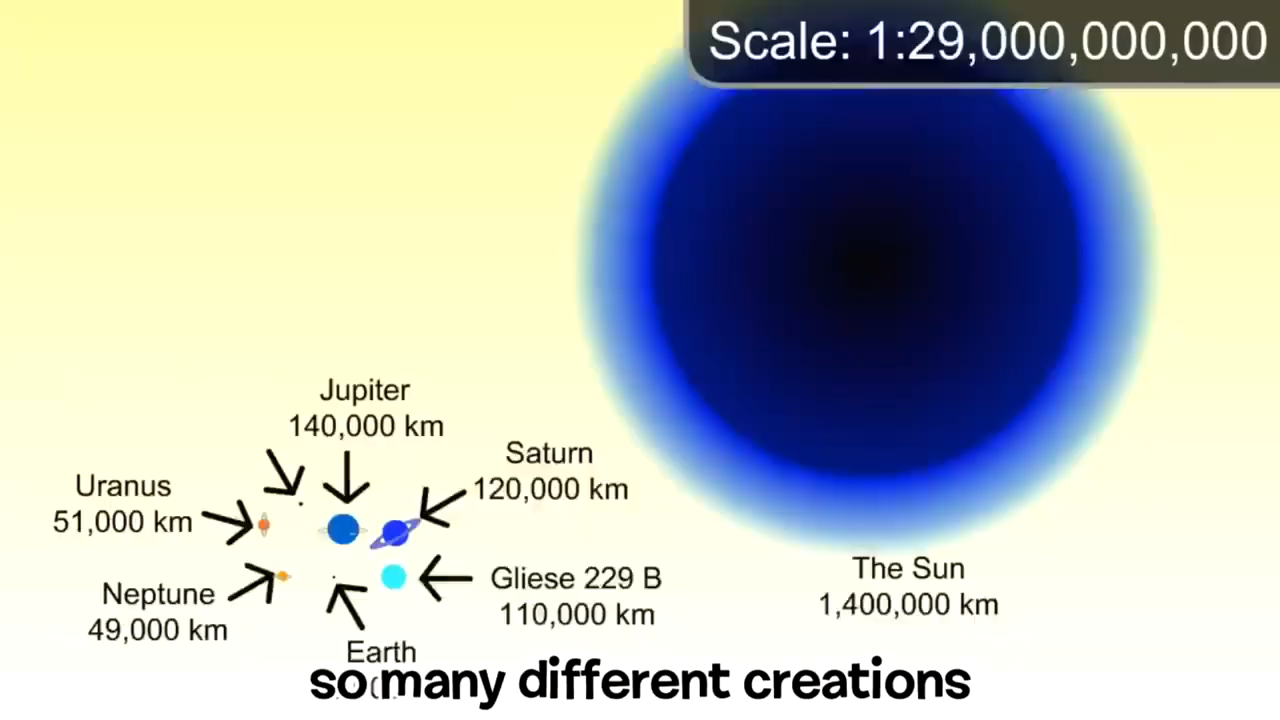 Scale: 1:29,000,000,000
Jupiter
140,000 km
Saturn
120,000 km
Uranus
51,000 km
Gliese 229 B
110,000 km
Neptune
49,000 km
The Sun
1,400,000 km
Earth
so many different creations